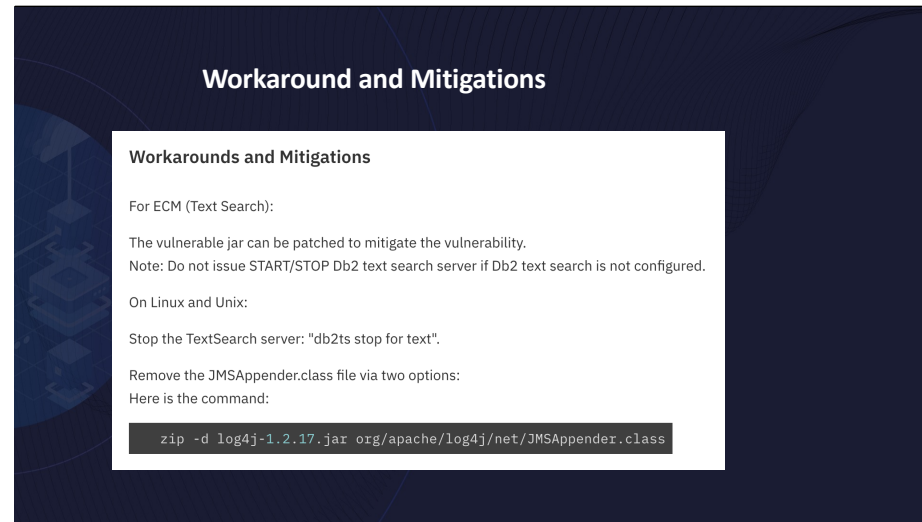 Workaround and Mitigations
Workarounds and Mitigations
For ECM (Text Search):
The vulnerable jar can be patched to mitigate the vulnerability.
Note: Do not issue START/STOP Db2 text search server if Db2 text search is not configured.
On Linux and Unix:
Stop the TextSearch server: "db2ts stop for text".
Remove the JMSAppender.class file via two options:
Here is the command:
zip -d log4j-1.2.17.jar org/apache/log4j/net/JMSAppender.class